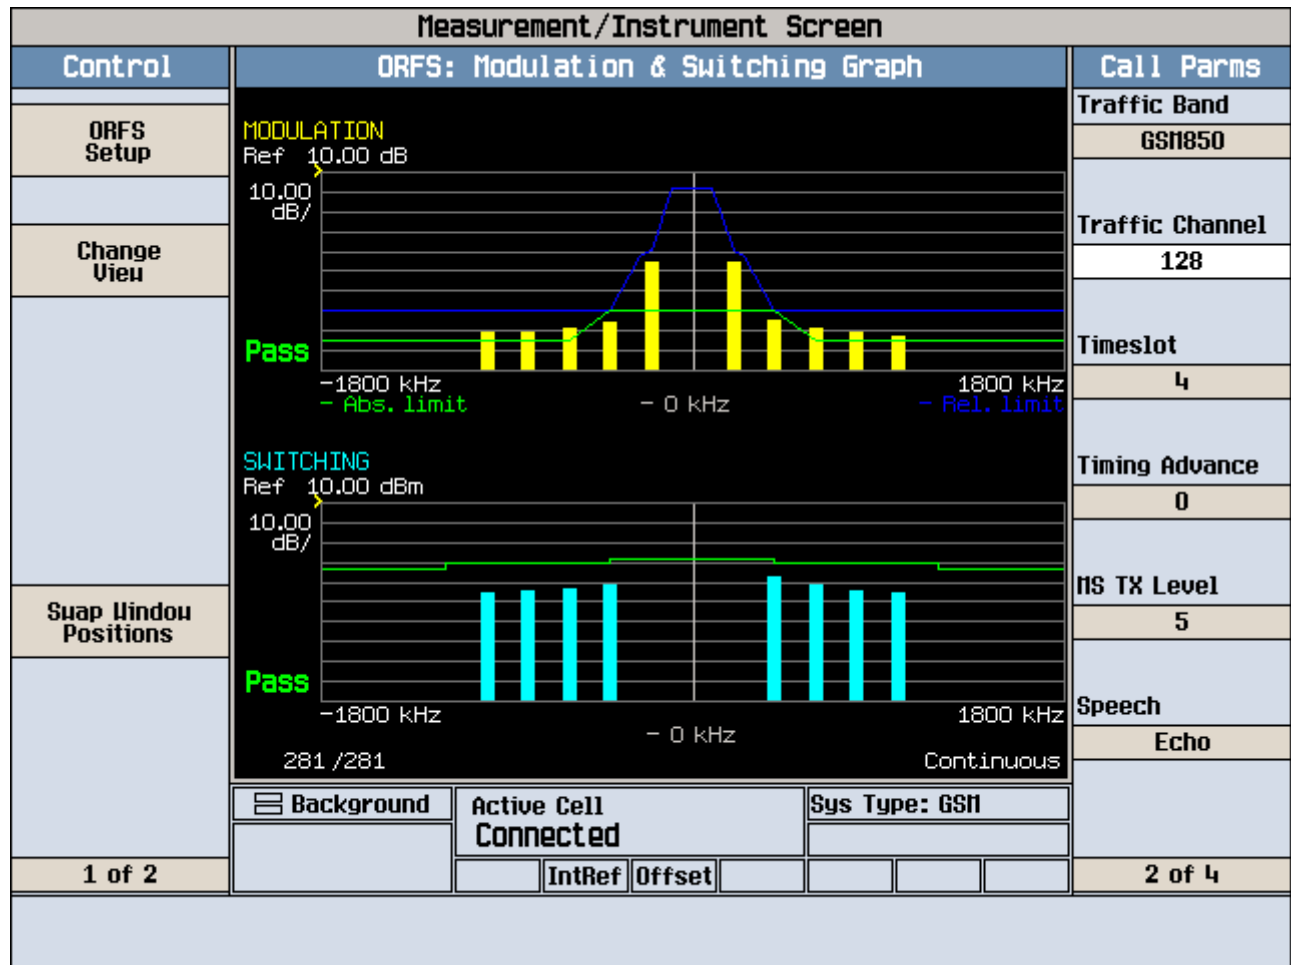 Measurement/Instrument Screen
Control
ORFS
Setup
Change
View
Swap Window
Positions
1 of 2
ORFS: Modulation & Switching Graph
MODULATION
Ref 10.00 dB
10.00
dB/
Pass
-1800 kHz
1800 kHz
- Abs. limit
- 0 kHz
- Rel. limit
SWITCHING
Ref 10.00 dBm
10.00
dB/
Pass
-1800 kHz
1800 kHz
- 0 kHz
281 /281
Continuous
Background
Active Cell
Connected
Sys Type: GSM
IntRef
Offset
Call Parms
Traffic Band
GSM850
Traffic Channel
128
Timeslot
4
Timing Advance
0
MS TX Level
5
Speech
Echo
2 of 4